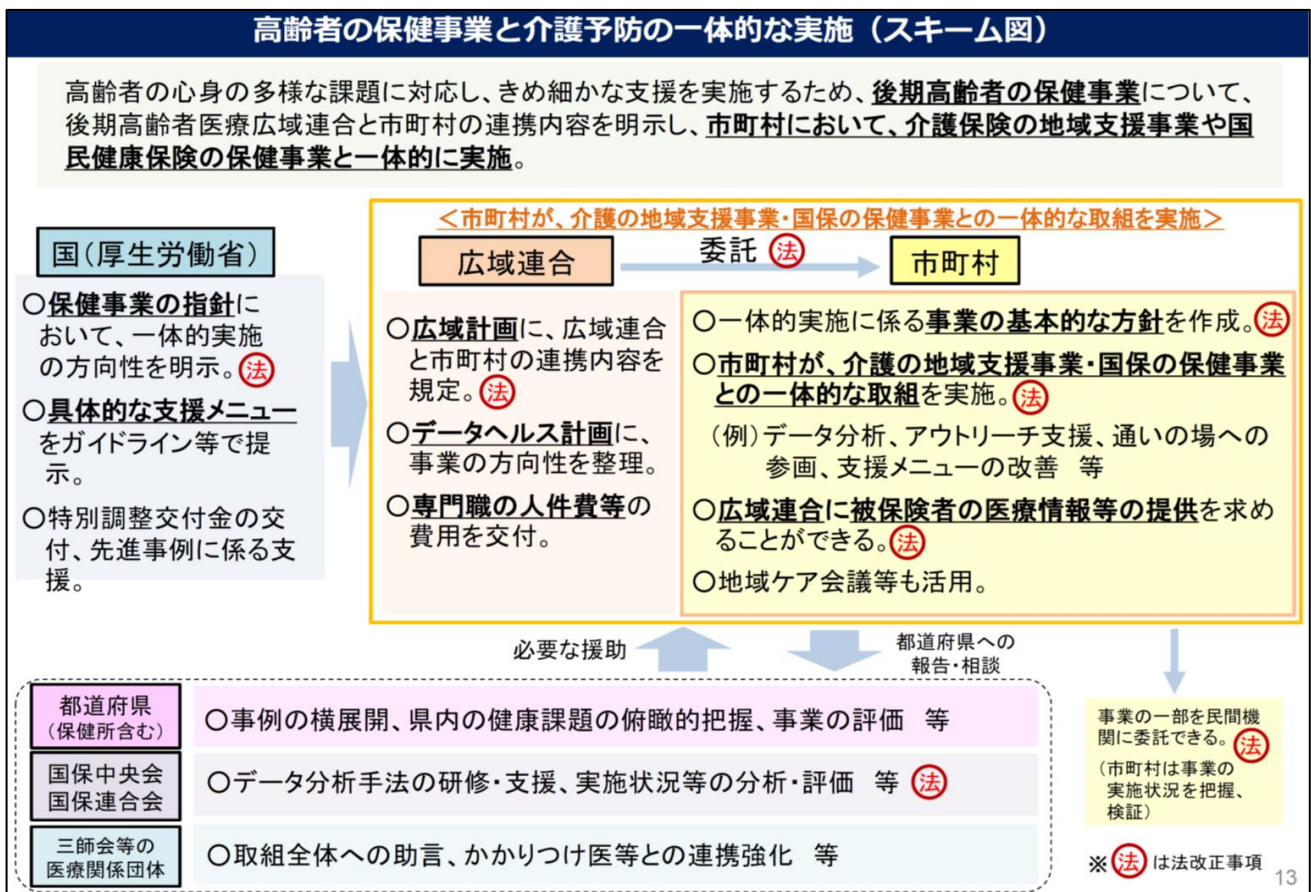 高齢者の保健事業と介護予防の一体的な実施（スキーム図）
高齢者の心身の多様な課題に対応し、きめ細かな支援を実施するため、後期高齢者の保健事業について、
後期高齢者医療広域連合と市町村の連携内容を明示し、市町村において、介護保険の地域支援事業や国
民健康保険の保健事業と一体的に実施。
国（厚生労働省）
○保健事業の指針に
おいて、一体的実施
の方向性を明示。法
○具体的な支援メニュー
をガイドライン等で提
示。
○特別調整交付金の交
付、先進事例に係る支
援。
＜市町村が、介護の地域支援事業・国保の保健事業との一体的な取組を実施＞
広域連合
委託 法
市町村
○広域計画に、広域連合
と市町村の連携内容を
規定。法
○データヘルス計画に、
事業の方向性を整理。
○専門職の人件費等の
費用を交付。
○一体的実施に係る事業の基本的な方針を作成。法
○市町村が、介護の地域支援事業・国保の保健事業
との一体的な取組を実施。法
（例）データ分析、アウトリーチ支援、通いの場への
参画、支援メニューの改善 等
○広域連合に被保険者の医療情報等の提供を求め
ることができる。法
○地域ケア会議等も活用。
必要な援助
都道府県への
報告・相談
都道府県
（保健所含む）
○事例の横展開、県内の健康課題の俯瞰的把握、事業の評価 等
国保中央会
国保連合会
○データ分析手法の研修・支援、実施状況等の分析・評価 等 法
三師会等の
医療関係団体
○取組全体への助言、かかりつけ医等との連携強化 等
事業の一部を民間機
関に委託できる。法
（市町村は事業の
実施状況を把握、
検証）
※法は法改正事項
13